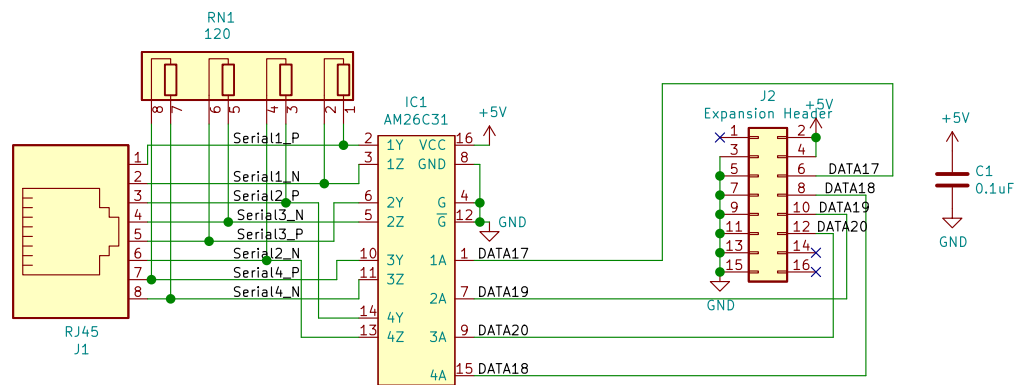 RN1
120
8 7 6 5 4 3 2 1
IC1
AM26C31
+5V
J2
Expansion Header
+5V
+5V
C1
0.1uF
GND
Serial1_P
Serial1_N
Serial2_P
Serial3_N
Serial3_P
Serial2_N
Serial4_P
Serial4_N
1
2
3
4
5
6
7
8
RJ45
J1
2 1Y VCC 16
3 1Z GND 8
6 2Y G 4
5 2Z G 12
GND
10 3Y 1A 1 DATA17
11 3Z
2A 7 DATA19
14 4Y
13 4Z 3A 9 DATA20
4A 15 DATA18
1 2
3 4
5 6 DATA17
7 8 DATA18
9 10 DATA19
11 12 DATA20
13 14
15 16
GND